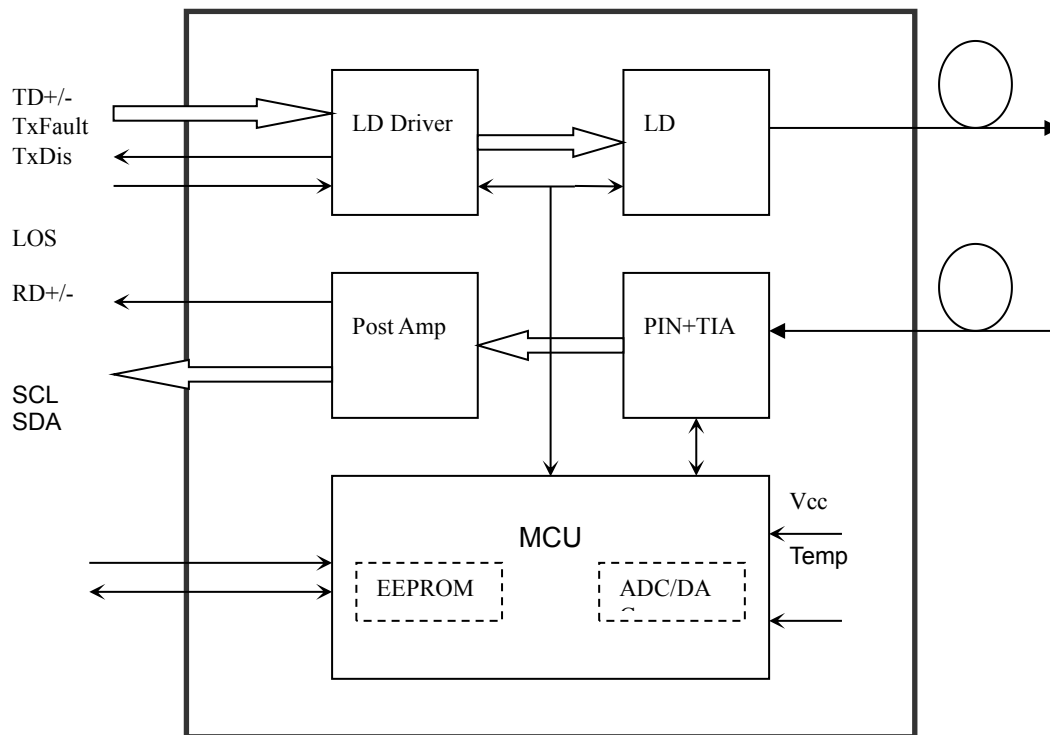 TD+/-
TxFault
TxDis
LD Driver
LD
LOS
RD+/-
Post Amp
PIN+TIA
SCL
SDA
Vcc
MCU
Temp
EEPROM
ADC/DA